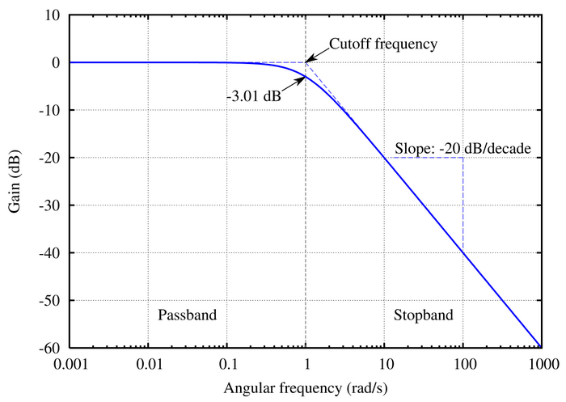 10
Cutoff frequency
0
-3.01 dB
-10
Slope: -20 dB/decade
-20
Gain (dB)
-30
-40
-50
Passband
Stopband
-60
0.001 0.01 0.1 1 10 100 1000
Angular frequency (rad/s)